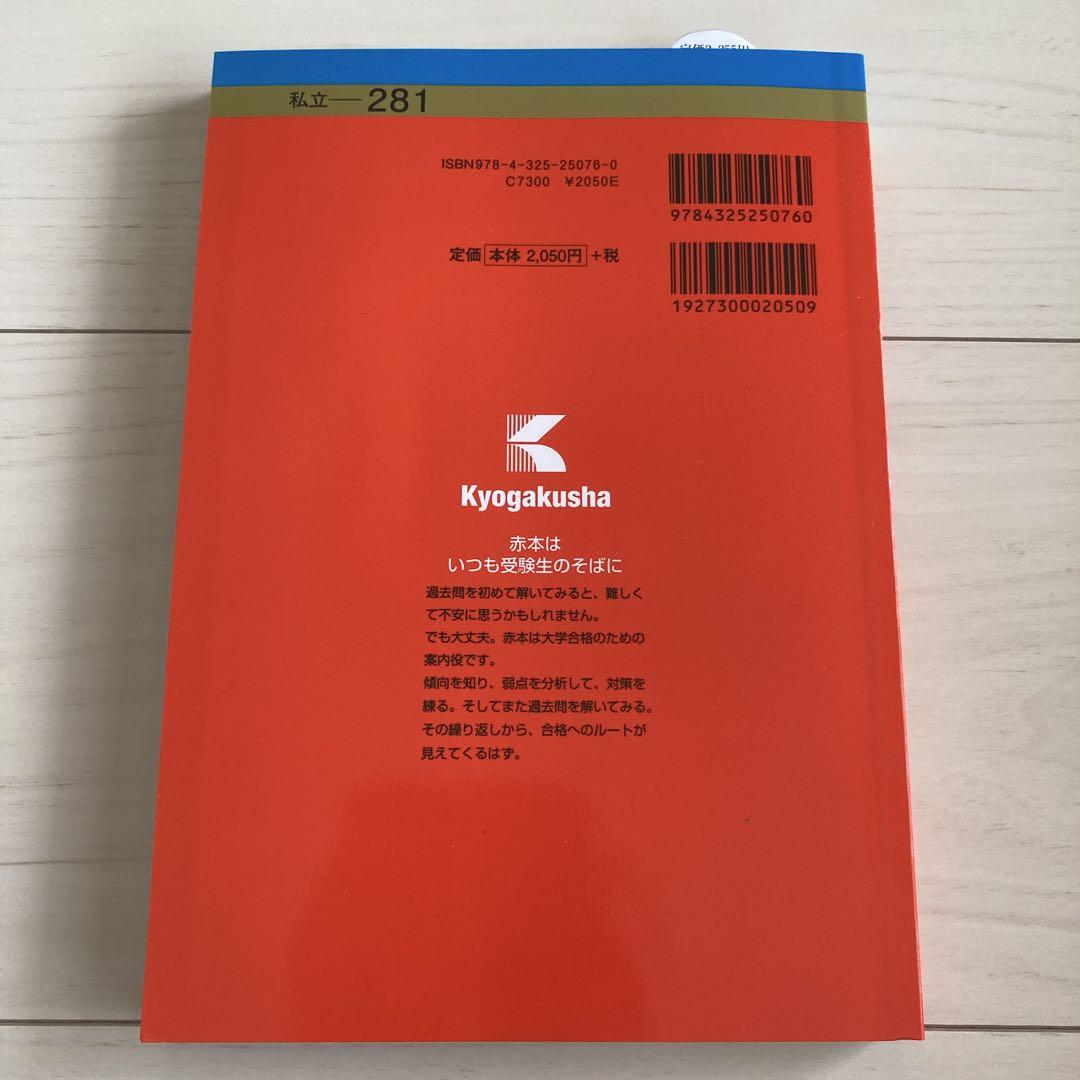 私立―281
ISBN978-4-325-25076-0
C7300 ¥2050E
9784325250760
定価 本体 2,050円 +税
1927300020509
Kyogakusha
赤本は
いつも受験生のそばに
過去問を初めて解いてみると、難しく
て不安に思うかもしれません。
でも大丈夫。赤本は大学合格のための
案内役です。
傾向を知り、弱点を分析して、対策を
練る。そしてまた過去問を解いてみる。
その繰り返しから、合格へのルートが
見えてくるはず。